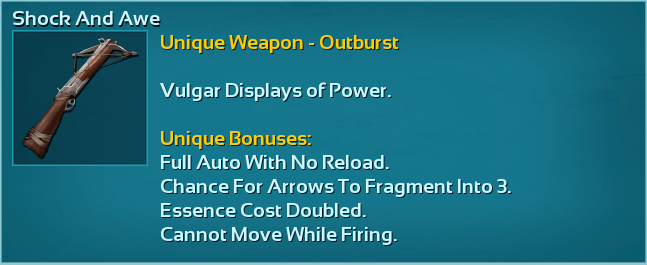 Shock And Awe
Unique Weapon - Outburst
Vulgar Displays of Power.
Unique Bonuses:
Full Auto With No Reload.
Chance For Arrows To Fragment Into 3.
Essence Cost Doubled.
Cannot Move While Firing.